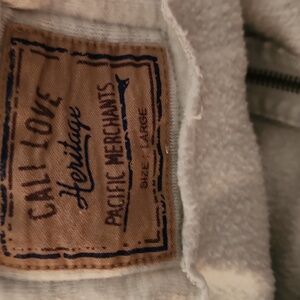 CALI LOVE
Heritage
PACIFIC MERCHANTS
SIZE: LARGE